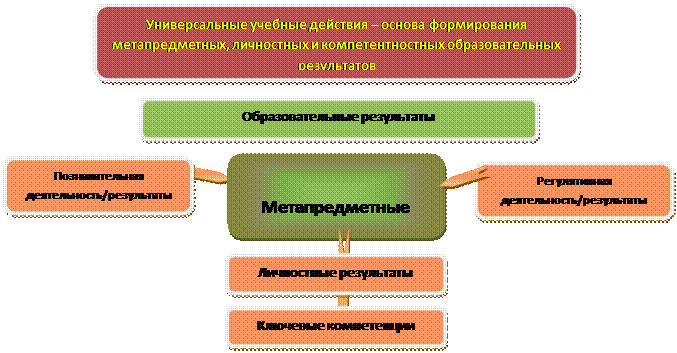 Универсальные учебные действия – основа формирования
метапредметных, личностных и компетентностных образовательных
результатов
Образовательные результаты
Познавательная
деятельность/результаты
Метапредметные
Регулятивная
деятельность/результаты
Личностные результаты
Ключевые компетенции